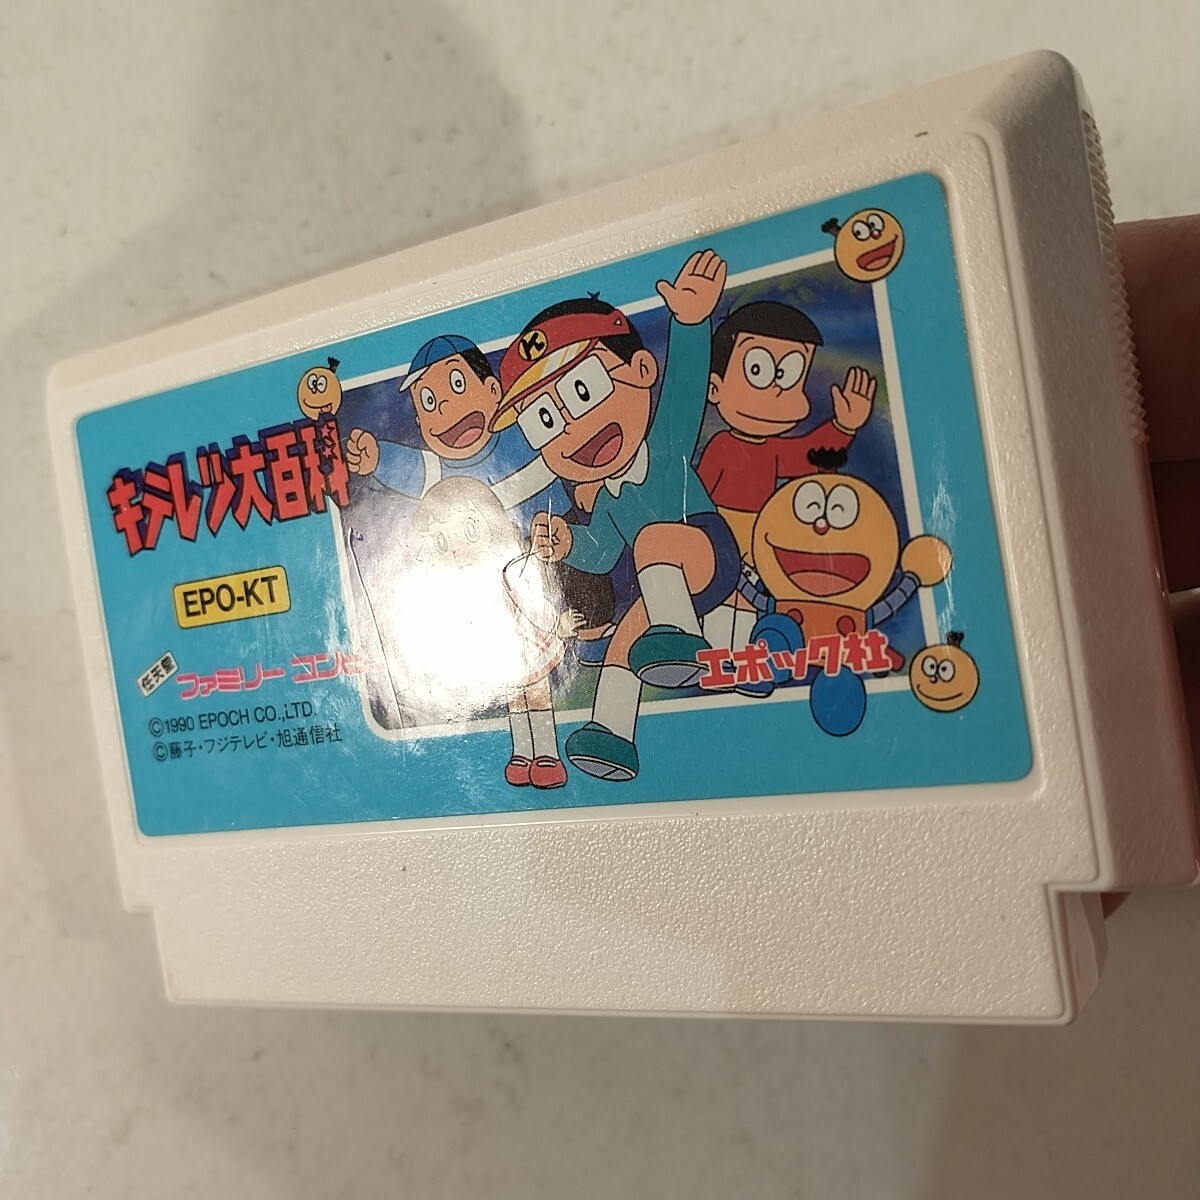 キテレツ大百科
K
EPO-KT
任天堂 ファミリー コンピュ
エポック社
©1990 EPOCH CO.,LTD.
©藤子・フジテレビ・旭通信社